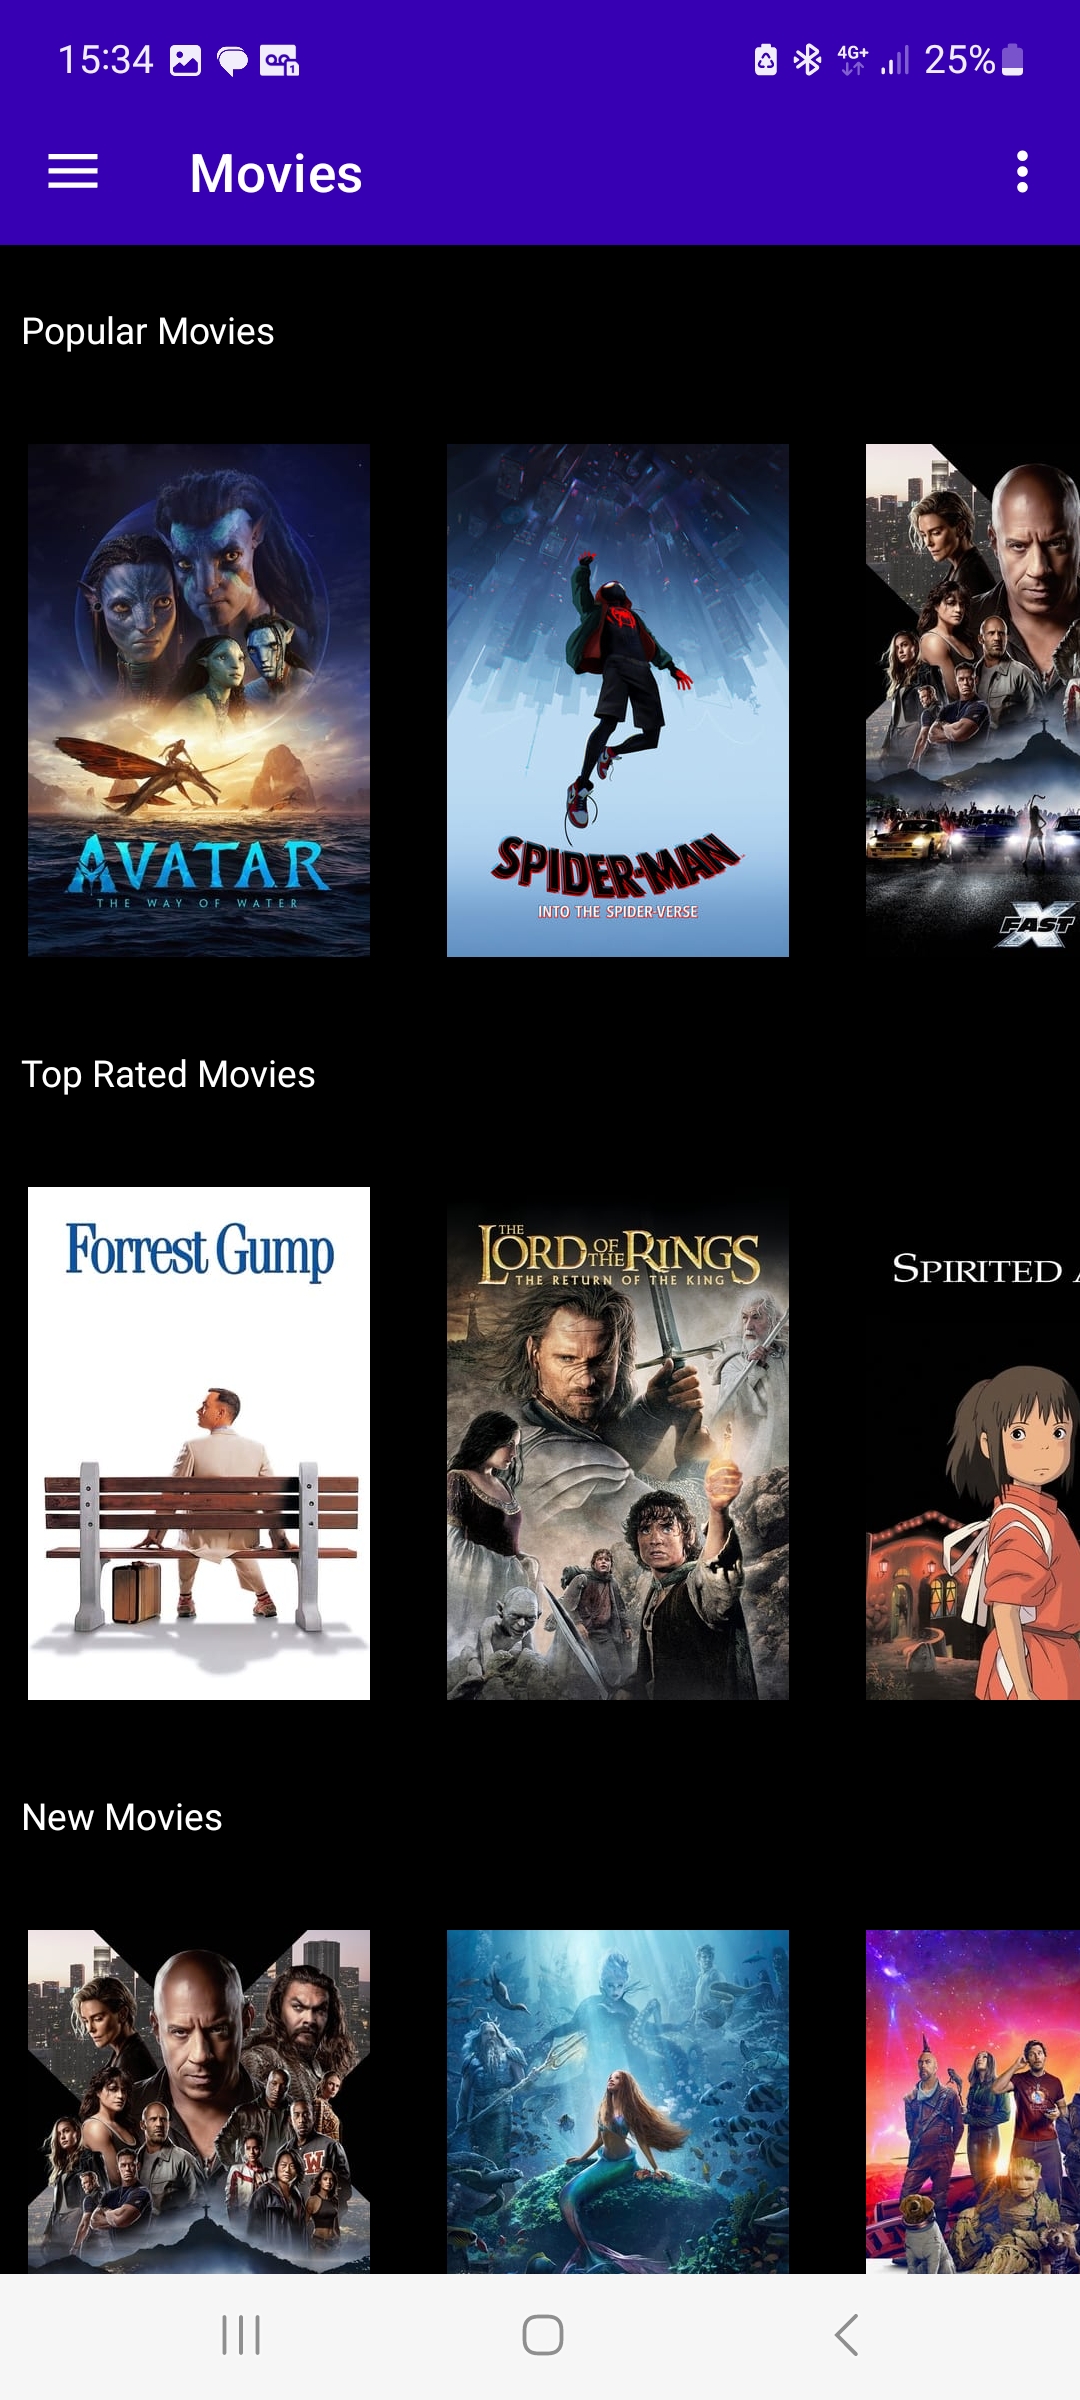 15:34
4G+
25%
Movies
Popular Movies
AVATAR
THE WAY OF WATER
SPIDER-MAN
INTO THE SPIDER-VERSE
FAST X
Top Rated Movies
Forrest Gump
THE LORD OF THE RINGS
THE RETURN OF THE KING
SPIRITED A
New Movies
W